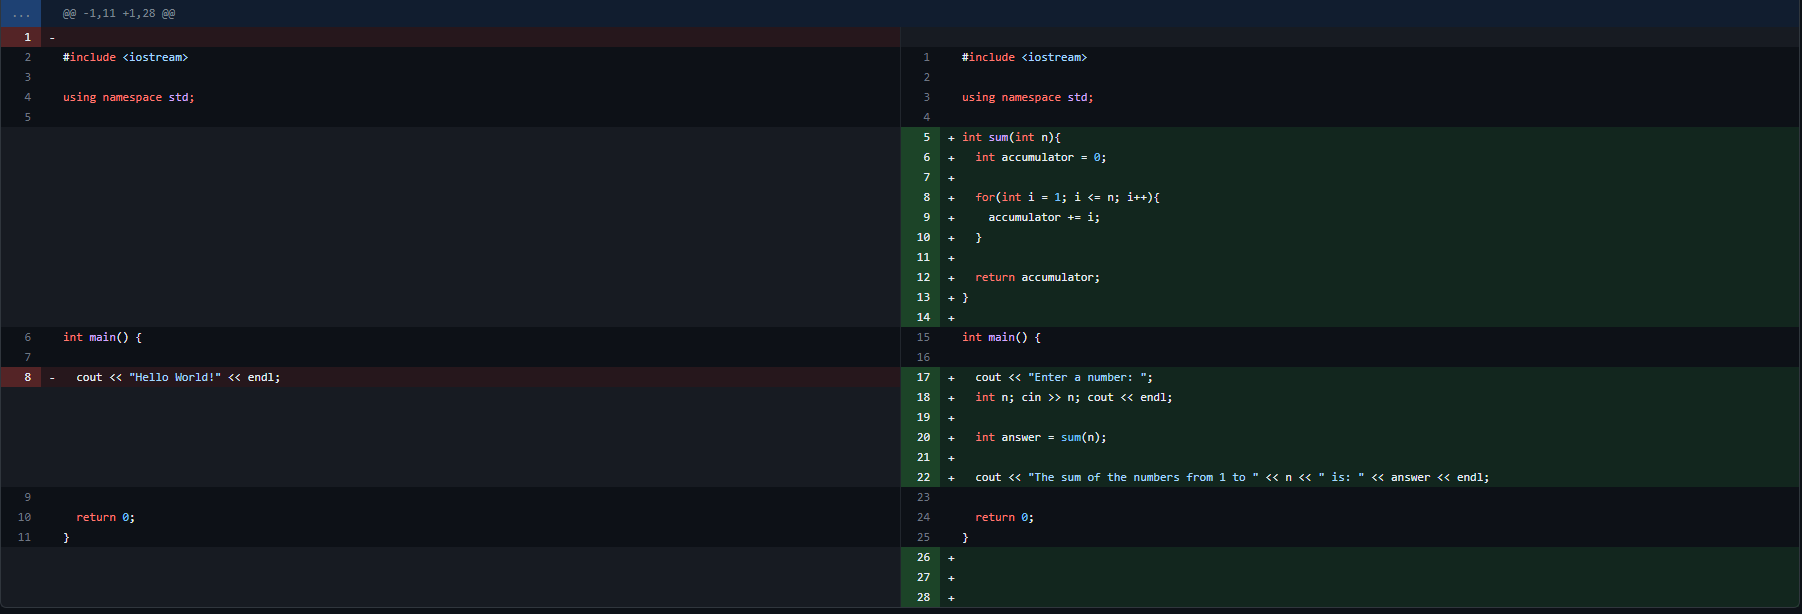 ... @@ -1,11 +1,28 @@
1 -
2 #include <iostream> 1 #include <iostream>
3 2
4 using namespace std; 3 using namespace std;
5 4
5 + int sum(int n){
6 + int accumulator = 0;
7 +
8 + for(int i = 1; i <= n; i++){
9 + accumulator += i;
10 + }
11 +
12 + return accumulator;
13 + }
14 +
6 int main() { 15 int main() {
7 16
8 - cout << "Hello World!" << endl; 17 + cout << "Enter a number: ";
18 + int n; cin >> n; cout << endl;
19 +
20 + int answer = sum(n);
21 +
22 + cout << "The sum of the numbers from 1 to " << n << " is: " << answer << endl;
9 23
10 return 0; 24 return 0;
11 } 25 }
26 +
27 +
28 +